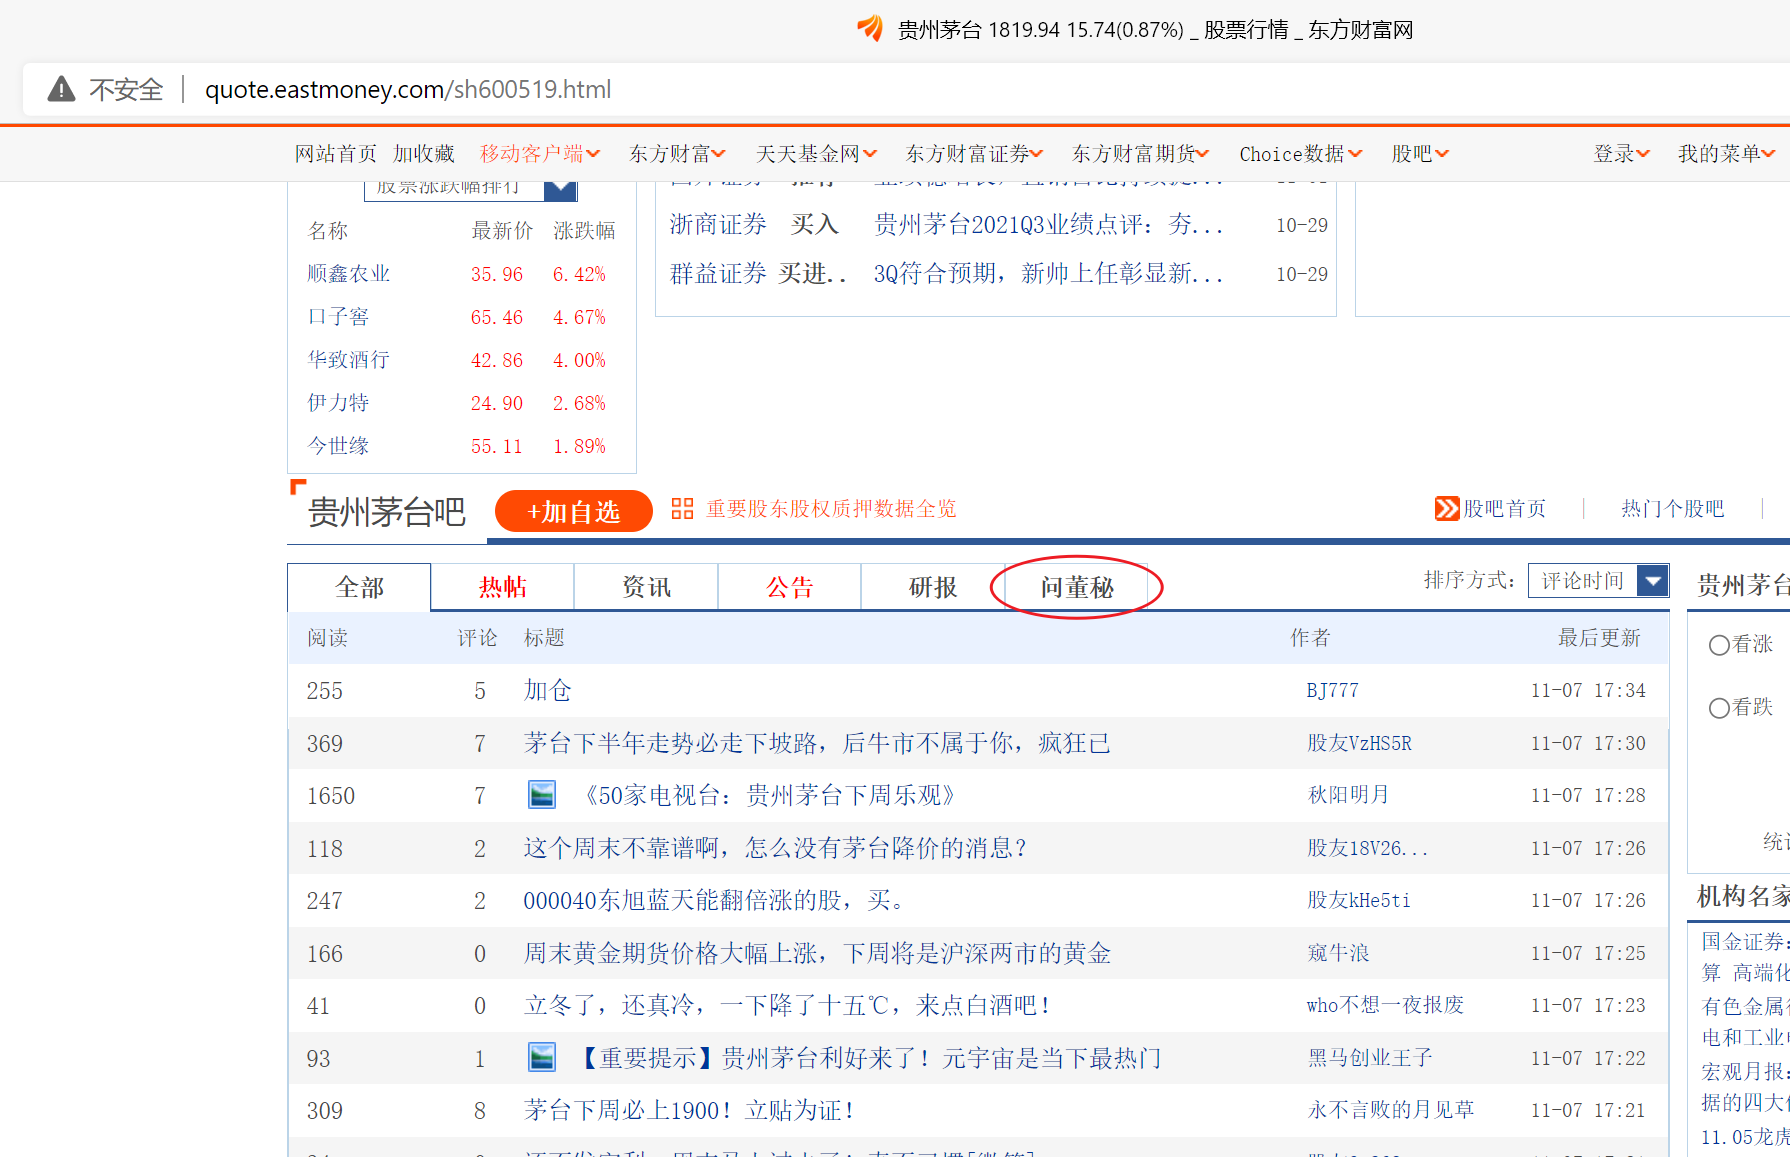 贵州茅台 1819.94 15.74(0.87%) _ 股票行情 _ 东方财富网
不安全 quote.eastmoney.com/sh600519.html
网站首页 加收藏 移动客户端 东方财富 天天基金网 东方财富证券 东方财富期货 Choice数据 股吧 登录 我的菜单
股票涨跌幅排行
名称 最新价 涨跌幅
顺鑫农业 35.96 6.42%
口子窖 65.46 4.67%
华致酒行 42.86 4.00%
伊力特 24.90 2.68%
今世缘 55.11 1.89%
浙商证券 买入 贵州茅台2021Q3业绩点评：夯... 10-29
群益证券 买进.. 3Q符合预期，新帅上任彰显新... 10-29
贵州茅台吧 +加自选 重要股东股权质押数据全览 股吧首页 热门个股吧
全部 热帖 资讯 公告 研报 问董秘 排序方式： 评论时间
阅读 评论 标题 作者 最后更新
255 5 加仓 BJ777 11-07 17:34
369 7 茅台下半年走势必走下坡路，后牛市不属于你，疯狂已 股友VzHS5R 11-07 17:30
1650 7 《50家电视台：贵州茅台下周乐观》 秋阳明月 11-07 17:28
118 2 这个周末不靠谱啊，怎么没有茅台降价的消息？ 股友18V26... 11-07 17:26
247 2 000040东旭蓝天能翻倍涨的股，买。 股友kHe5ti 11-07 17:26
166 0 周末黄金期货价格大幅上涨，下周将是沪深两市的黄金 窥牛浪 11-07 17:25
41 0 立冬了，还真冷，一下降了十五℃，来点白酒吧！ who不想一夜报废 11-07 17:23
93 1 【重要提示】贵州茅台利好来了！元宇宙是当下最热门 黑马创业王子 11-07 17:22
309 8 茅台下周必上1900！立贴为证！ 永不言败的月见草 11-07 17:21
贵州茅台
看涨
看跌
统
机构名家
国金证券：
算 高端化
有色金属
电和工业
宏观月报：
据的四大
11.05龙虎